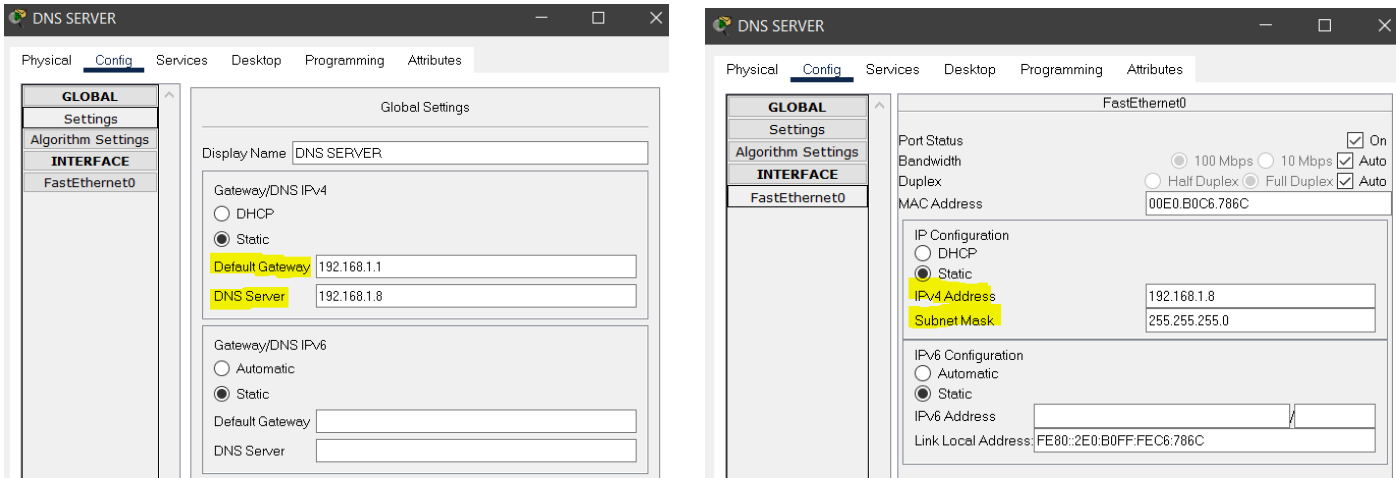 DNS SERVER
Physical Config Services Desktop Programming Attributes
GLOBAL
Settings
Algorithm Settings
INTERFACE
FastEthernet0
Global Settings
Display Name DNS SERVER
Gateway/DNS IPv4
DHCP
Static
Default Gateway 192.168.1.1
DNS Server 192.168.1.8
Gateway/DNS IPv6
Automatic
Static
Default Gateway
DNS Server
DNS SERVER
Physical Config Services Desktop Programming Attributes
GLOBAL
Settings
Algorithm Settings
INTERFACE
FastEthernet0
FastEthernet0
Port Status On
Bandwidth 100 Mbps 10 Mbps Auto
Duplex Half Duplex Full Duplex Auto
MAC Address 00E0.B0C6.786C
IP Configuration
DHCP
Static
IPv4 Address 192.168.1.8
Subnet Mask 255.255.255.0
IPv6 Configuration
Automatic
Static
IPv6 Address /
Link Local Address: FE80::2E0:B0FF:FEC6:786C